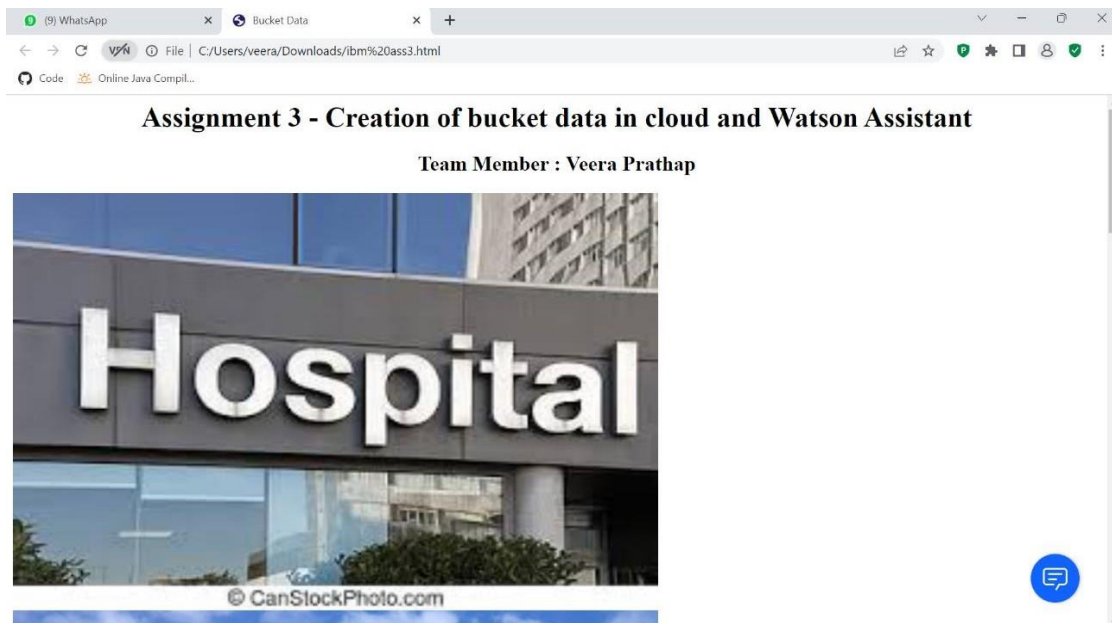 (9) WhatsApp
Bucket Data
VPN
File
C:/Users/veera/Downloads/ibm%20ass3.html
Code
Online Java Compil...
Assignment 3 - Creation of bucket data in cloud and Watson Assistant
Team Member : Veera Prathap
Hospital
© CanStockPhoto.com